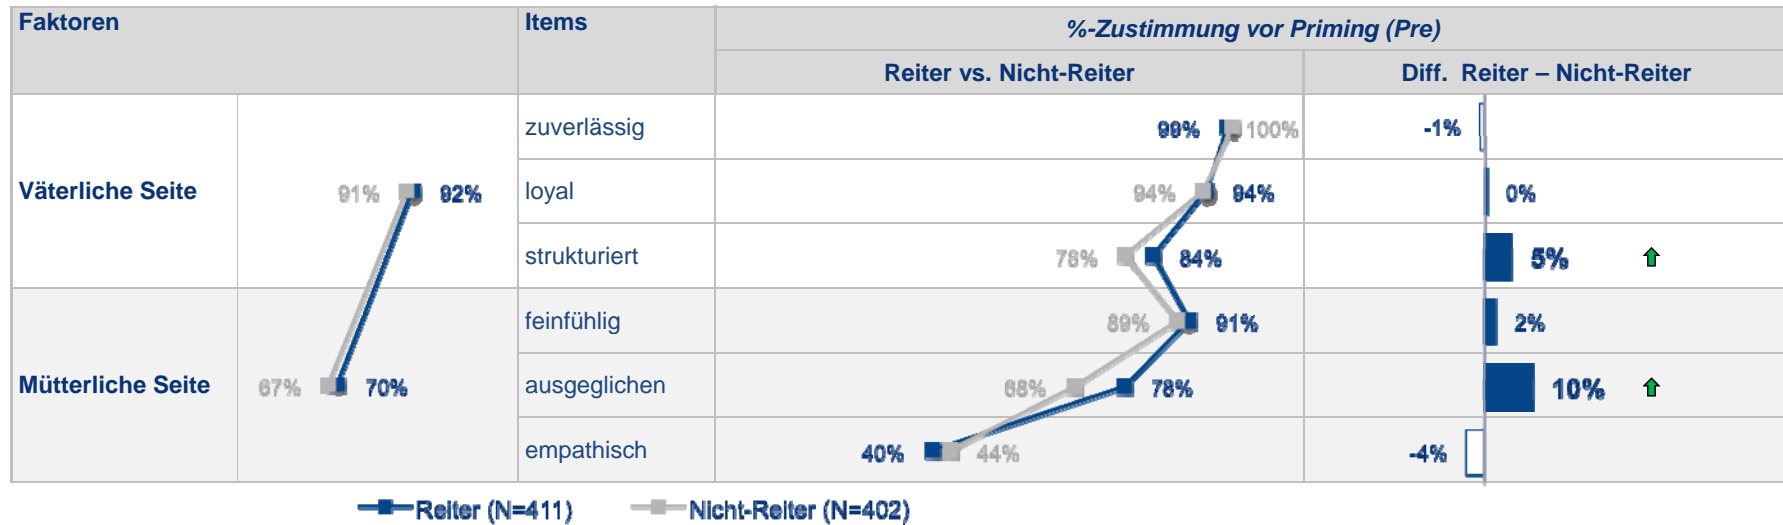 Faktoren Items %-Zustimmung vor Priming (Pre)
Reiter vs. Nicht-Reiter Diff. Reiter – Nicht-Reiter
zuverlässig 99% 100% -1%
Väterliche Seite 91% 92% loyal 94% 94% 0%
strukturiert 78% 84% 5%
feinfühlig 89% 91% 2%
Mütterliche Seite 67% 70% ausgeglichen 68% 78% 10%
empathisch 40% 44% -4%
Reiter (N=411) Nicht-Reiter (N=402)